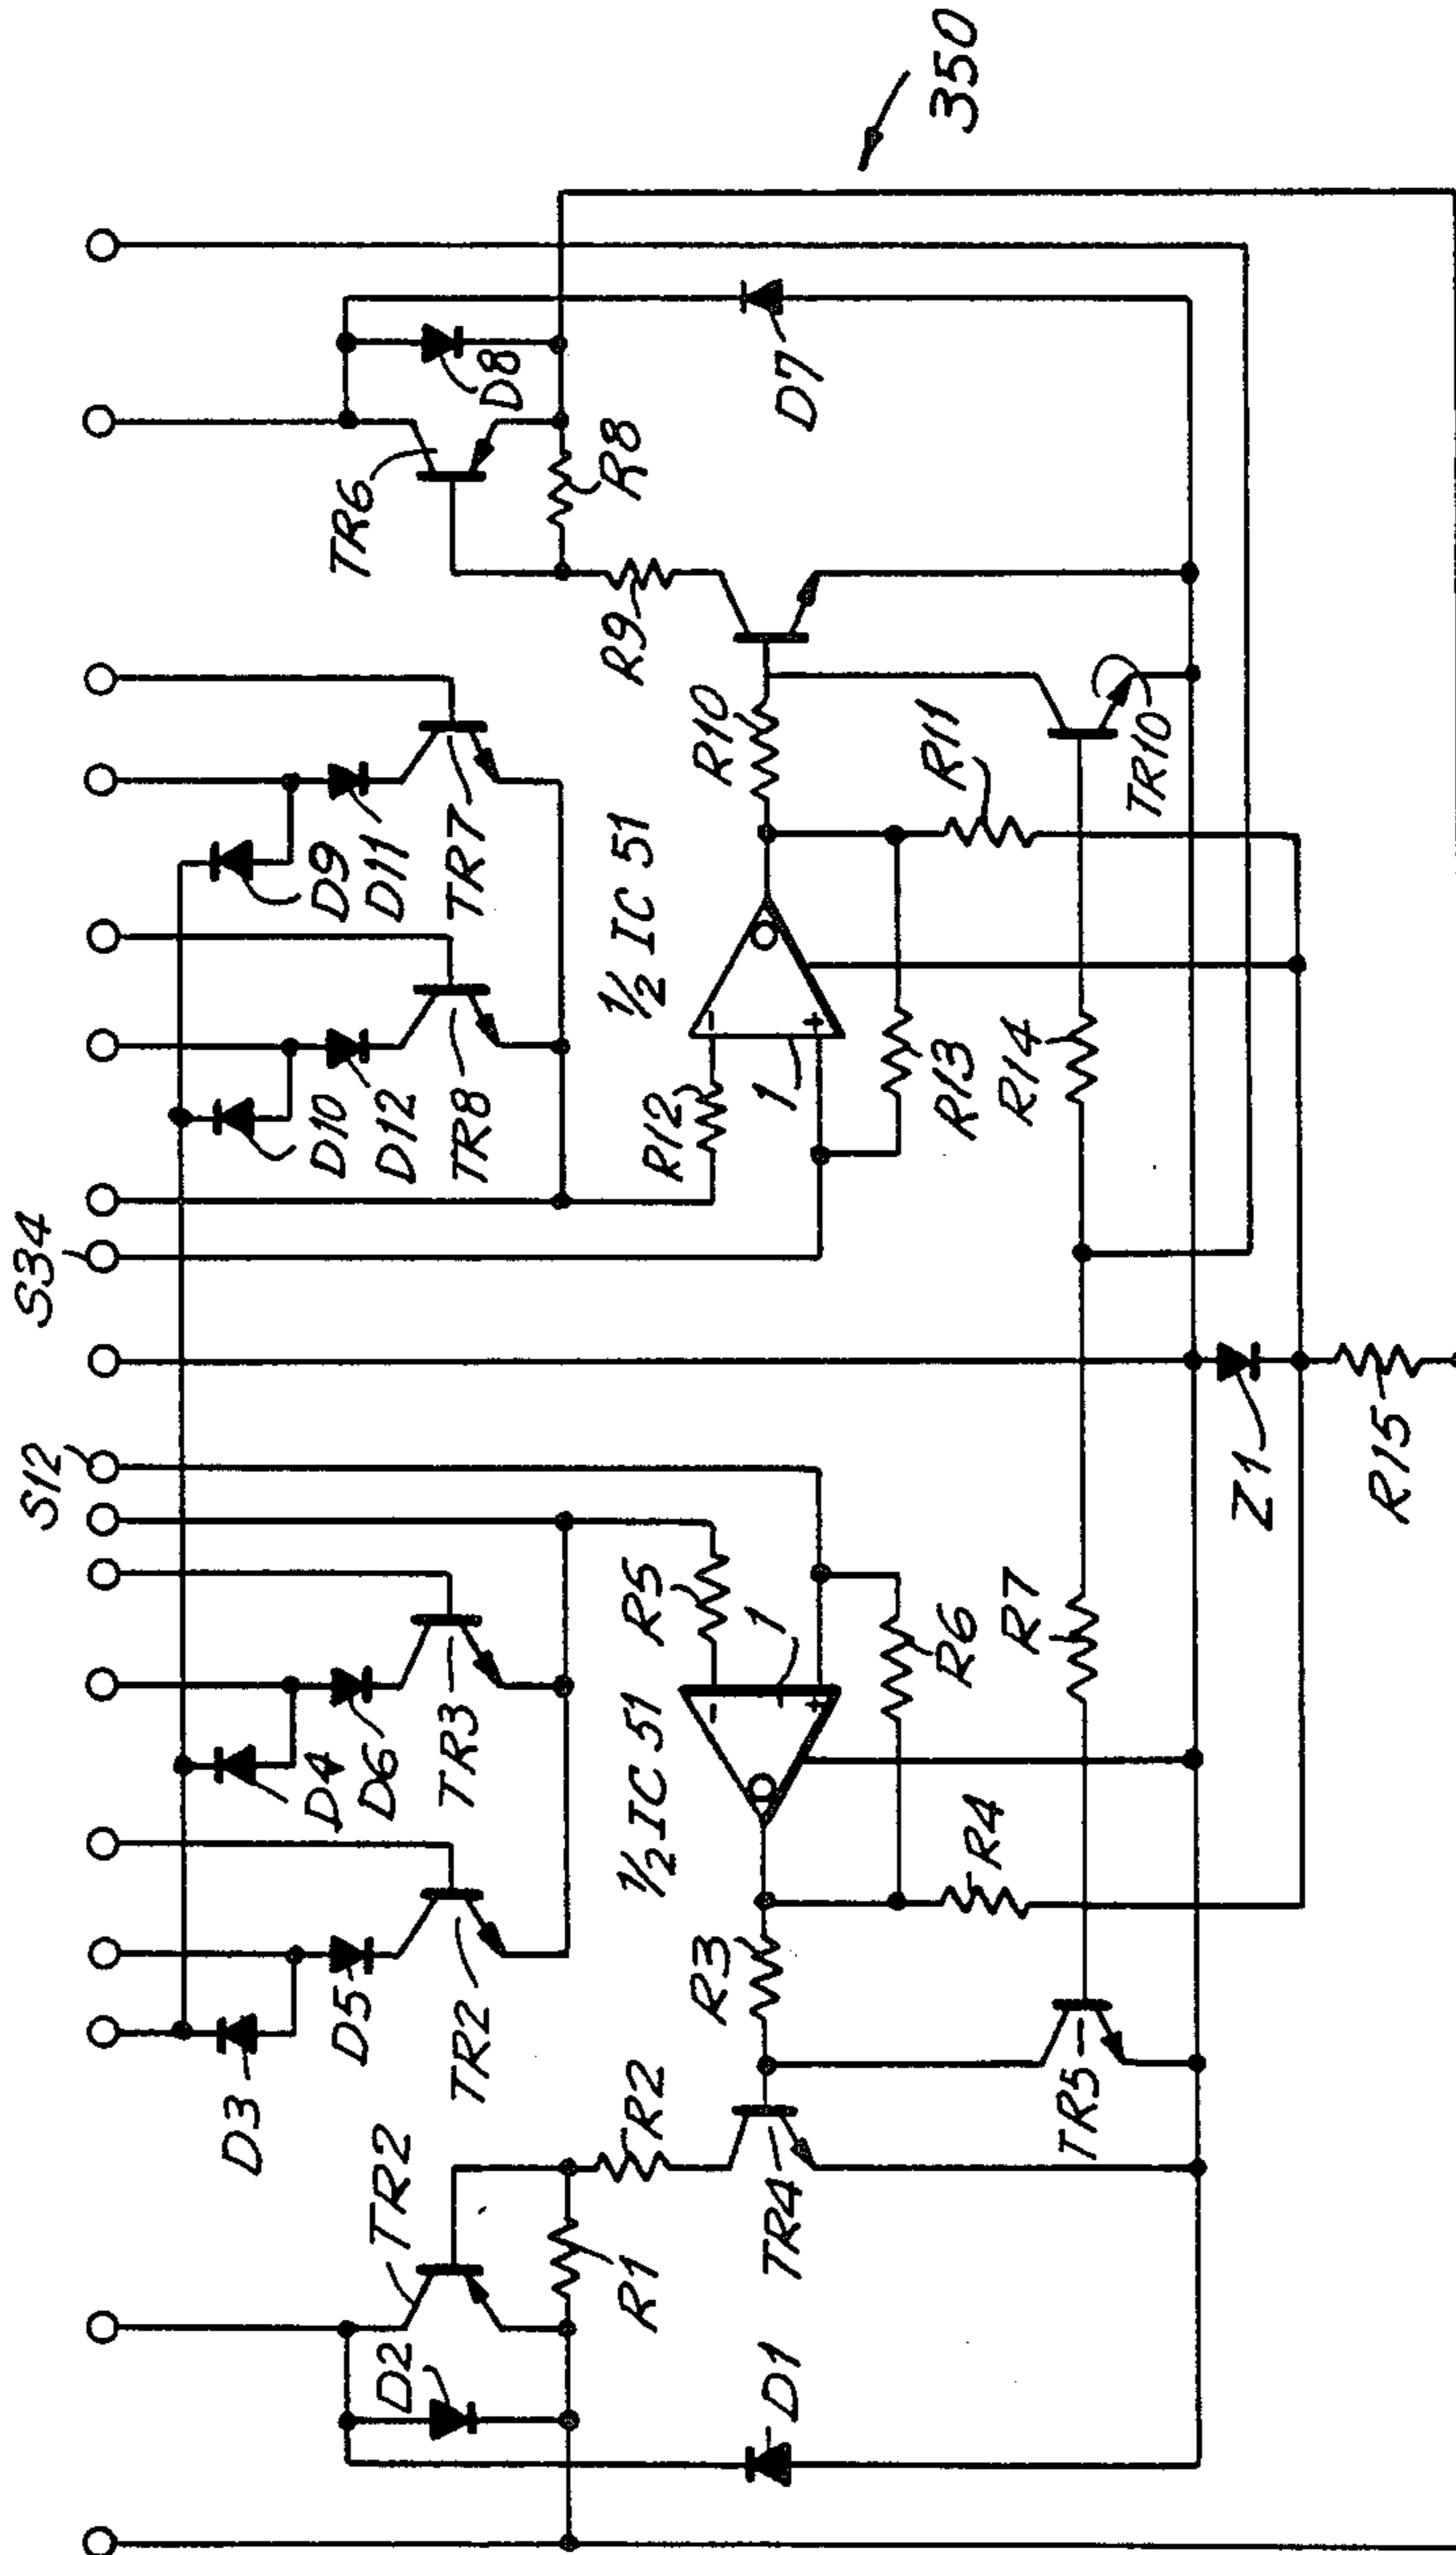 350
S34
S12
D8
TR6
R8
D7
R9
D9
D11
TR7
D10
D12
TR8
½ IC 51
R10
R11
TR10
R12
-
+
1
R13
R14
D4
D6
TR3
R5
½ IC 51
-
+
1
R6
R7
Z1
R15
D3
D5
TR2
R3
R4
TR2
D2
R1
R2
TR4
TR5
D1